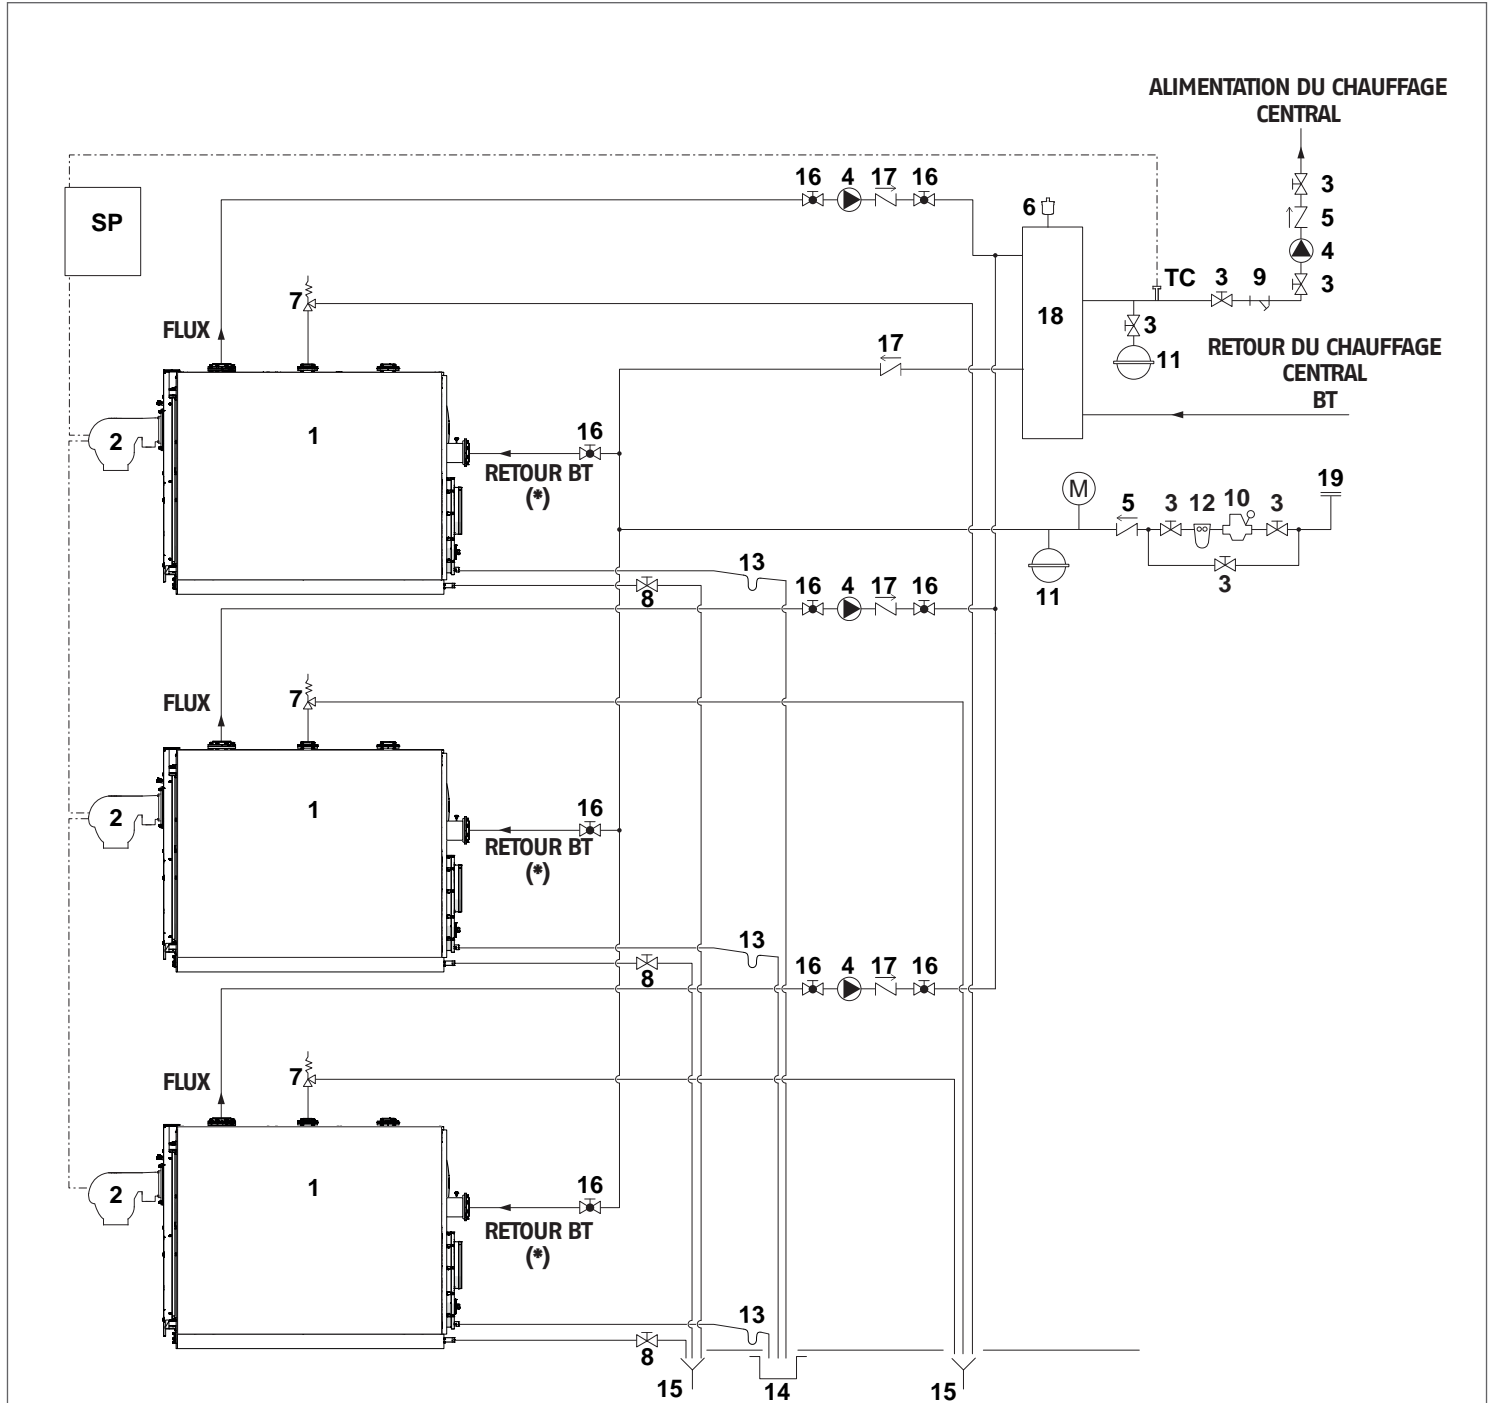 ALIMENTATION DU CHAUFFAGE
CENTRAL
16 4 17 16
3
6
SP
5
4
TC 3 9 3
7
18
3
FLUX
17
11
RETOUR DU CHAUFFAGE
CENTRAL
BT
2
1
16
RETOUR BT
(*)
M
19
5 3 12 10 3
13
16 4 17 16
8
11
3
7
FLUX
2
1
16
RETOUR BT
(*)
13
16 4 17 16
8
7
FLUX
2
1
16
RETOUR BT
(*)
13
8
15
14
15